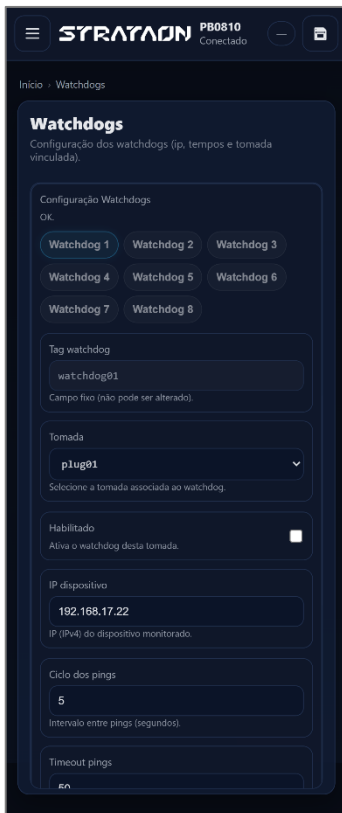 STRATAON
PB0810
Conectado
Início › Watchdogs
Watchdogs
Configuração dos watchdogs (ip, tempos e tomada
vinculada).
Configuração Watchdogs
OK.
Watchdog 1 Watchdog 2 Watchdog 3
Watchdog 4 Watchdog 5 Watchdog 6
Watchdog 7 Watchdog 8
Tag watchdog
watchdog01
Campo fixo (não pode ser alterado).
Tomada
plug01
Selecione a tomada associada ao watchdog.
Habilitado
Ativa o watchdog desta tomada.
IP dispositivo
192.168.17.22
IP (IPv4) do dispositivo monitorado.
Ciclo dos pings
5
Intervalo entre pings (segundos).
Timeout pings
50